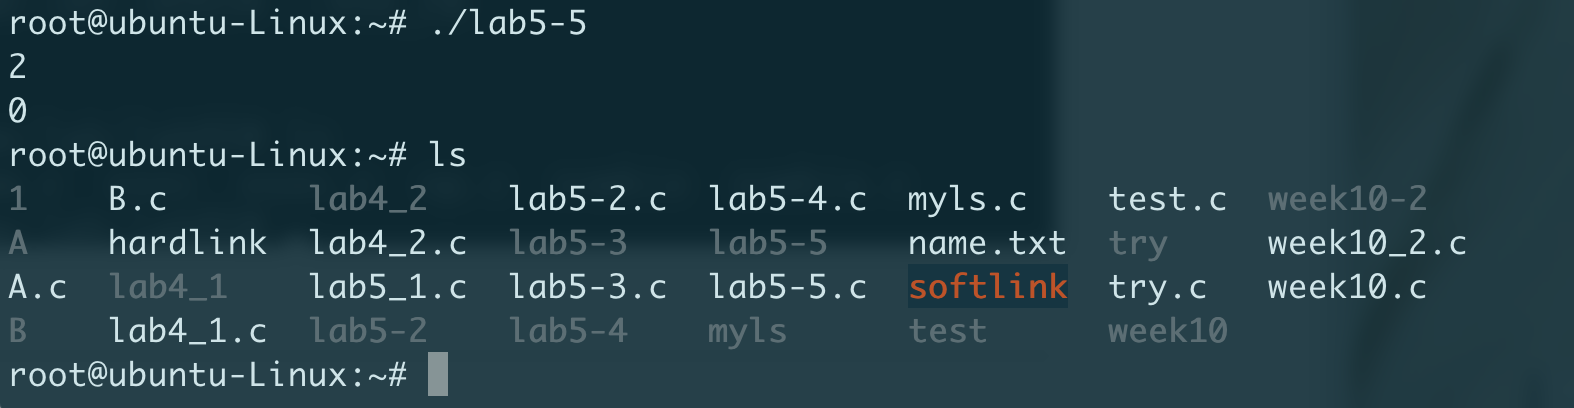 root@ubuntu-Linux:~# ./lab5-5
2
0
root@ubuntu-Linux:~# ls
1    B.c       lab4_2    lab5-2.c  lab5-4.c  myls.c    test.c  week10-2
A    hardlink  lab4_2.c  lab5-3    lab5-5    name.txt  try     week10_2.c
A.c  lab4_1    lab5_1.c  lab5-3.c  lab5-5.c  softlink  try.c   week10.c
B    lab4_1.c  lab5-2    lab5-4    myls      test      week10
root@ubuntu-Linux:~#